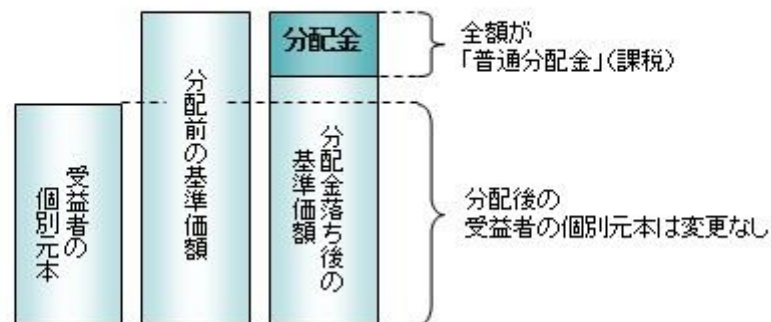 分配金
全額が
「普通分配金」(課税)
受益者の
個別元本
分配前の基準価額
分配金落ち後の
基準価額
分配後の
受益者の個別元本は変更なし